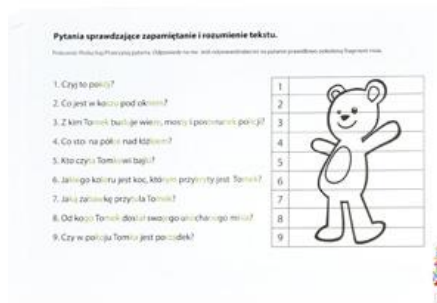 Pytania sprawdzające zapamiętanie i rozumienie tekstu.
1. Czyj to pokój?
2. Co jest w koszu pod oknem?
3. Z kim Tomek buduje wieże, mosty i posterunek policji?
4. Co stoi na półce nad łóżkiem?
5. Kto czyta Tomkowi bajki?
6. Jakiego koloru jest koc, którym przykryty jest Tomek?
7. Jaką zabawkę przytula Tomek?
8. Od kogo Tomek dostał swojego ukochanego misia?
9. Czy w pokoju Tomka jest porządek?
1
2
3
4
5
6
7
8
9